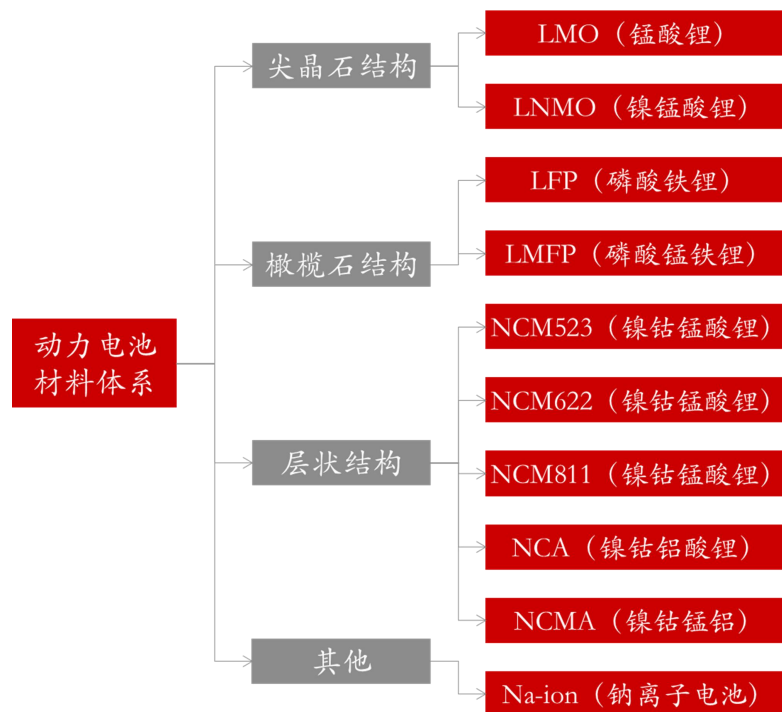 动力电池
材料体系
尖晶石结构
LMO（锰酸锂）
LNMO（镍锰酸锂）
橄榄石结构
LFP（磷酸铁锂）
LMFP（磷酸锰铁锂）
层状结构
NCM523（镍钴锰酸锂）
NCM622（镍钴锰酸锂）
NCM811（镍钴锰酸锂）
NCA（镍钴铝酸锂）
NCMA（镍钴锰铝）
其他
Na-ion（钠离子电池）